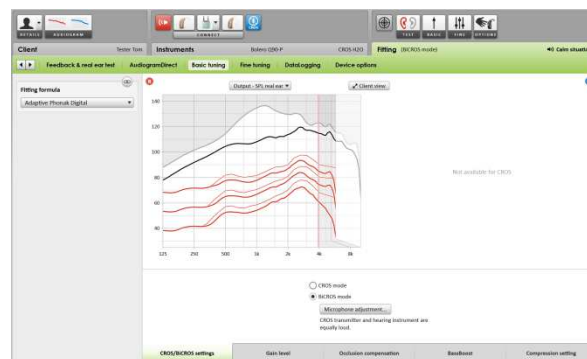 DETAILS AUDIOGRAM CONNECT TEST BASIC FINE OPTIONS
Client Tester Tom Instruments Bolero Q90-P CROS H2O Fitting (BiCROS mode) Calm situation
Feedback & real ear test AudiogramDirect Basic tuning Fine tuning DataLogging Device options
Fitting formula
Adaptive Phonak Digital
Output - SPL real ear Client view
140
120
100
80
60
40
125 250 500 1k 2k 4k 8k
Not available for CROS
CROS mode
BiCROS mode
Microphone adjustment...
CROS transmitter and hearing instrument are
equally loud.
CROS/BiCROS settings Gain level Occlusion compensation BassBoost Compression setting